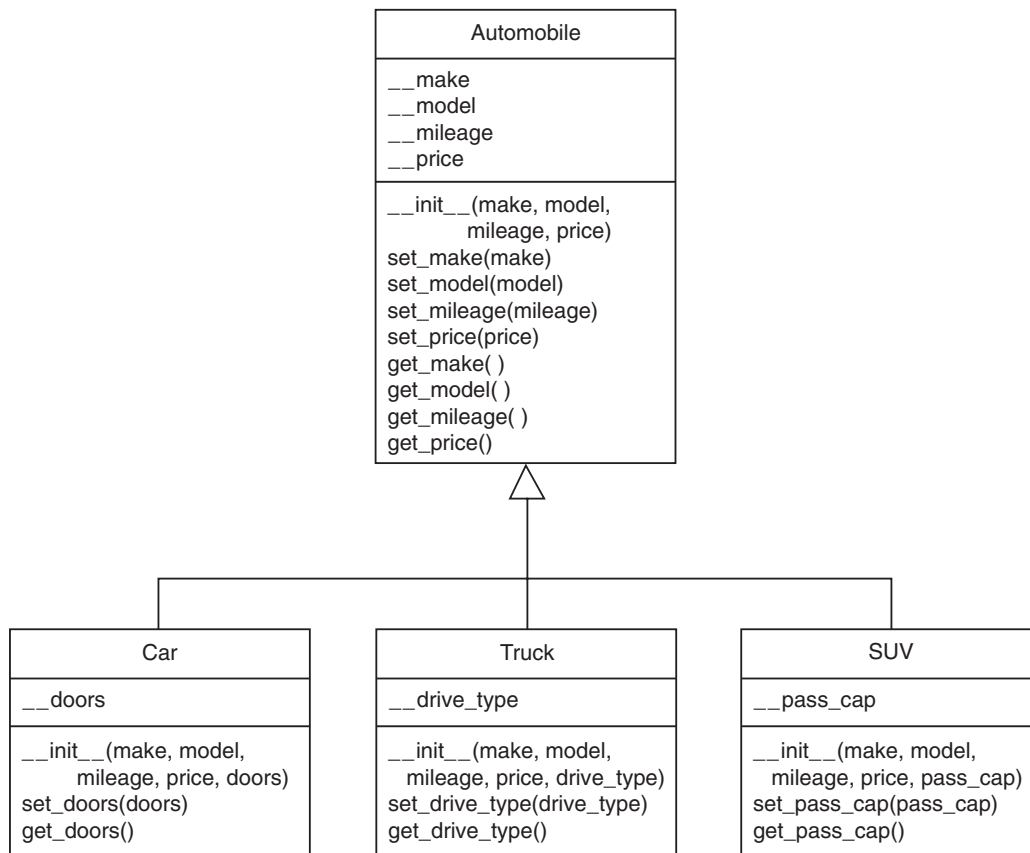 Automobile
__make
__model
__mileage
__price
__init__(make, model,
mileage, price)
set_make(make)
set_model(model)
set_mileage(mileage)
set_price(price)
get_make( )
get_model( )
get_mileage( )
get_price()
Car
__doors
__init__(make, model,
mileage, price, doors)
set_doors(doors)
get_doors()
Truck
__drive_type
__init__(make, model,
mileage, price, drive_type)
set_drive_type(drive_type)
get_drive_type()
SUV
__pass_cap
__init__(make, model,
mileage, price, pass_cap)
set_pass_cap(pass_cap)
get_pass_cap()